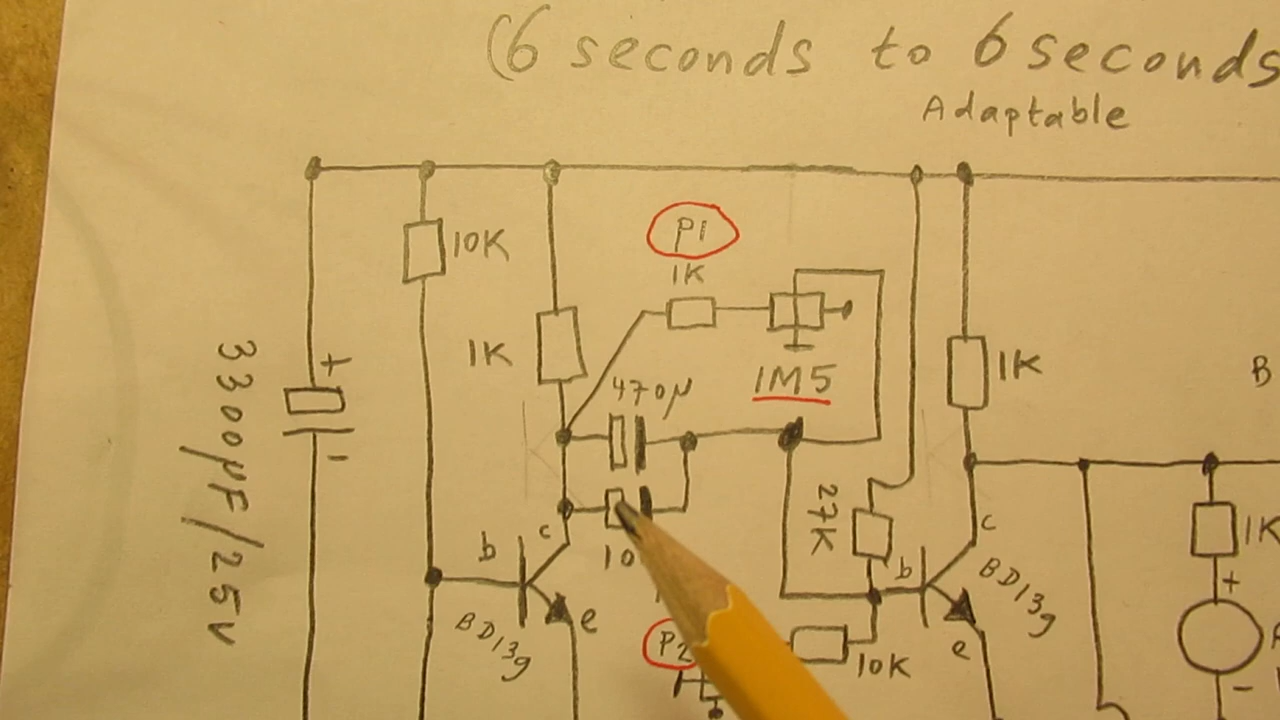 (6 seconds to 6 seconds
Adaptable
P1
10K
1K
1K
+
470μ
1M5
1K
B
3300μF/25V
27K
c
b
10
e
BD139
b
c
BD139
e
1K
+
P2
10K
-